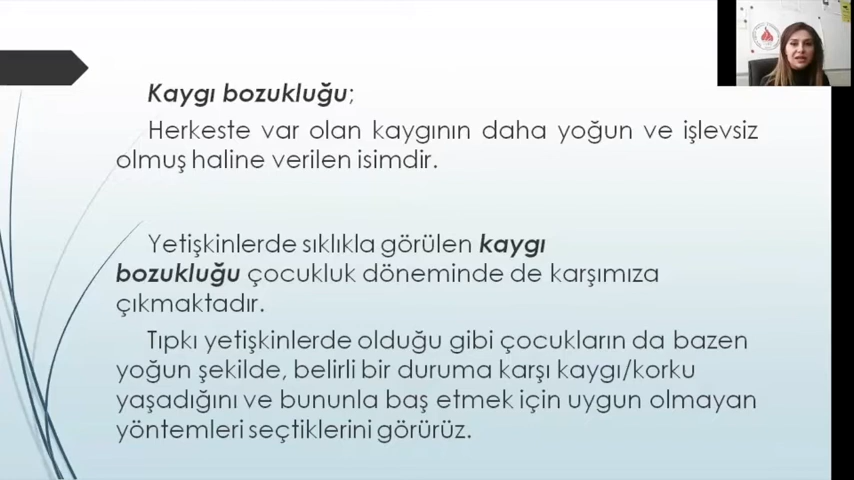 Kaygı bozukluğu;
Herkeste var olan kaygının daha yoğun ve işlevsiz
olmuş haline verilen isimdir.
Yetişkinlerde sıklıkla görülen kaygı
bozukluğu çocukluk döneminde de karşımıza
çıkmaktadır.
Tıpkı yetişkinlerde olduğu gibi çocukların da bazen
yoğun şekilde, belirli bir duruma karşı kaygı/korku
yaşadığını ve bununla baş etmek için uygun olmayan
yöntemleri seçtiklerini görürüz.